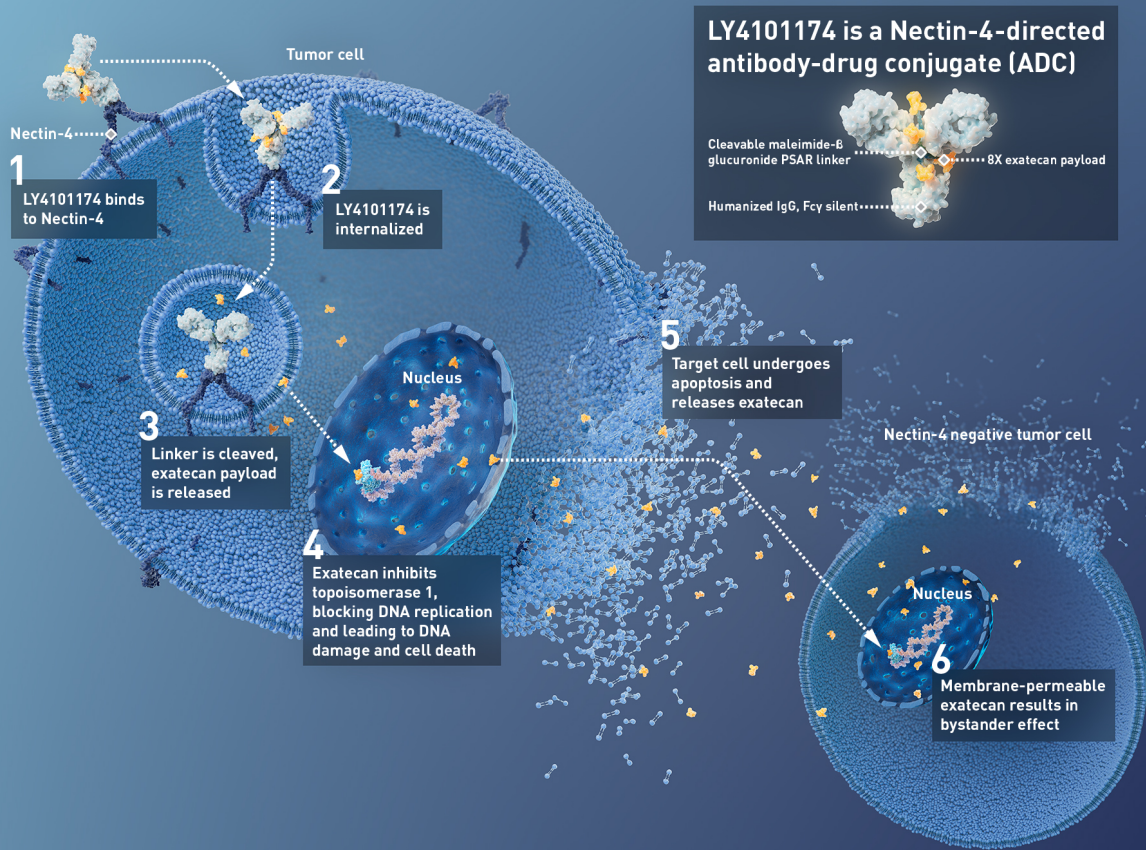 LY4101174 is a Nectin-4-directed
antibody-drug conjugate (ADC)
Cleavable maleimide-ß
glucuronide PSAR linker
8X exatecan payload
Humanized IgG, Fcγ silent
Tumor cell
Nectin-4
1
LY4101174 binds
to Nectin-4
2
LY4101174 is
internalized
3
Linker is cleaved,
exatecan payload
is released
Nucleus
4
Exatecan inhibits
topoisomerase 1,
blocking DNA replication
and leading to DNA
damage and cell death
5
Target cell undergoes
apoptosis and
releases exatecan
Nectin-4 negative tumor cell
Nucleus
6
Membrane-permeable
exatecan results in
bystander effect